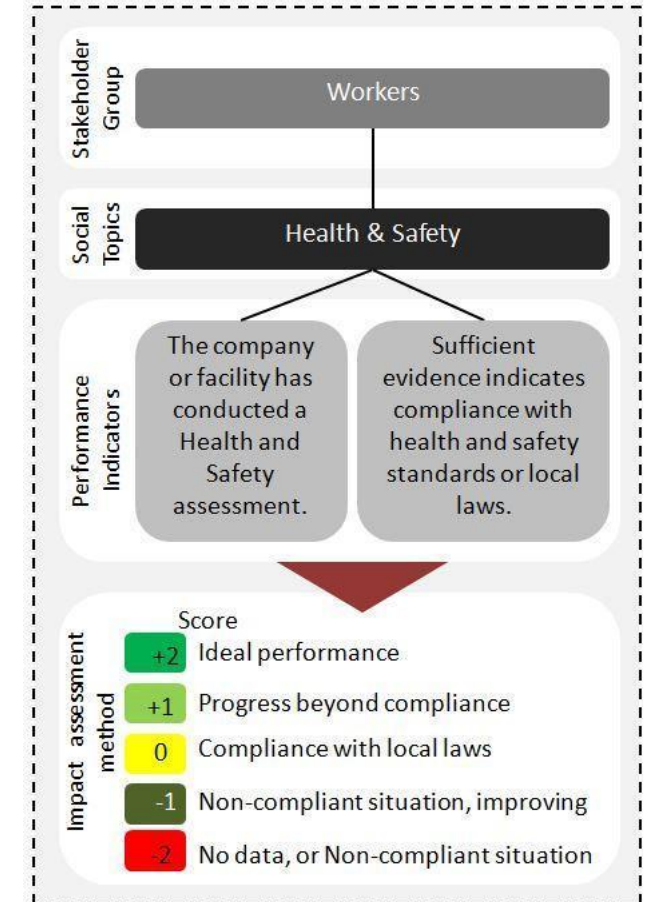 Stakeholder
Group
Workers
Social
Topics
Health & Safety
Performance
Indicators
The company
or facility has
conducted a
Health and
Safety
assessment.
Sufficient
evidence indicates
compliance with
health and safety
standards or local
laws.
Impact assessment
method
Score
+2 Ideal performance
+1 Progress beyond compliance
0 Compliance with local laws
-1 Non-compliant situation, improving
-2 No data, or Non-compliant situation